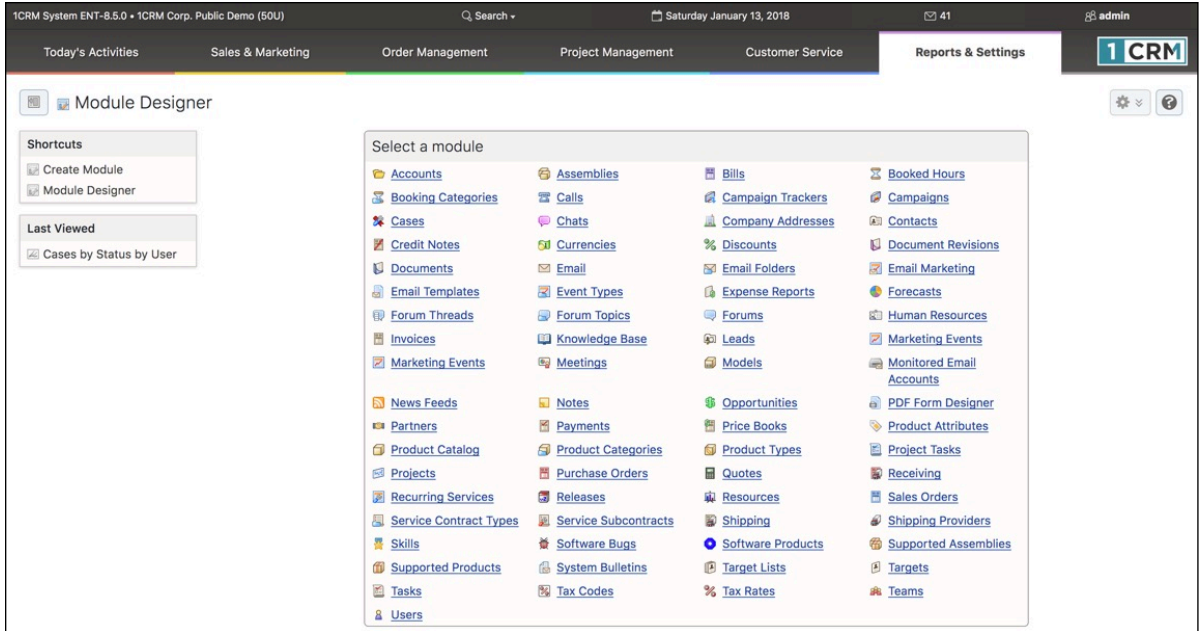 1CRM System ENT-8.5.0 • 1CRM Corp. Public Demo (50U) Search Saturday January 13, 2018 41 admin
Today's Activities Sales & Marketing Order Management Project Management Customer Service Reports & Settings 1 CRM
Module Designer
Shortcuts
Create Module
Module Designer
Last Viewed
Cases by Status by User
Select a module
Accounts Assemblies Bills Booked Hours
Booking Categories Calls Campaign Trackers Campaigns
Cases Chats Company Addresses Contacts
Credit Notes Currencies Discounts Document Revisions
Documents Email Email Folders Email Marketing
Email Templates Event Types Expense Reports Forecasts
Forum Threads Forum Topics Forums Human Resources
Invoices Knowledge Base Leads Marketing Events
Marketing Events Meetings Models Monitored Email
Accounts
News Feeds Notes Opportunities PDF Form Designer
Partners Payments Price Books Product Attributes
Product Catalog Product Categories Product Types Project Tasks
Projects Purchase Orders Quotes Receiving
Recurring Services Releases Resources Sales Orders
Service Contract Types Service Subcontracts Shipping Shipping Providers
Skills Software Bugs Software Products Supported Assemblies
Supported Products System Bulletins Target Lists Targets
Tasks Tax Codes Tax Rates Teams
Users